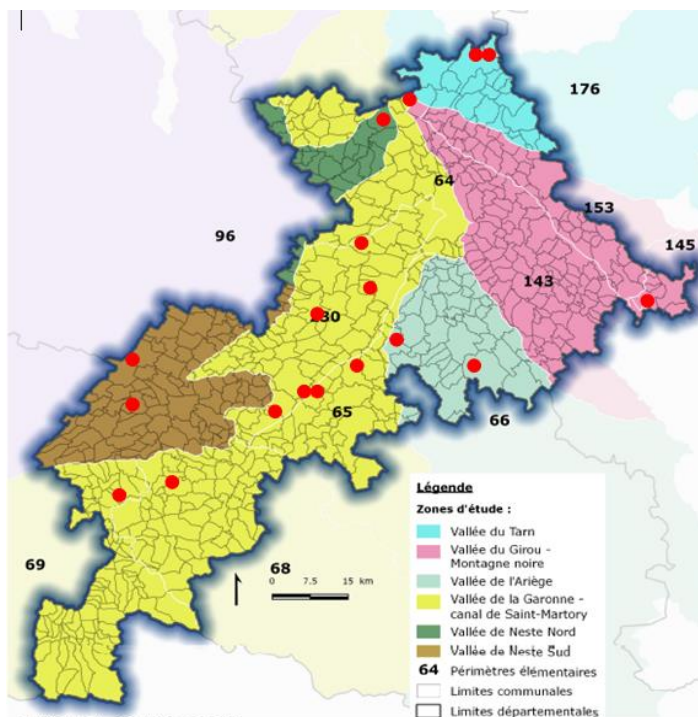 176
64
153
96
145
143
230
65
66
69
68
0 7.5 15 km
Légende
Zones d'étude :
Vallée du Tarn
Vallée du Girou -
Montagne noire
Vallée de l'Ariège
Vallée de la Garonne -
canal de Saint-Martory
Vallée de Neste Nord
Vallée de Neste Sud
64 Périmètres élémentaires
Limites communales
Limites départementales